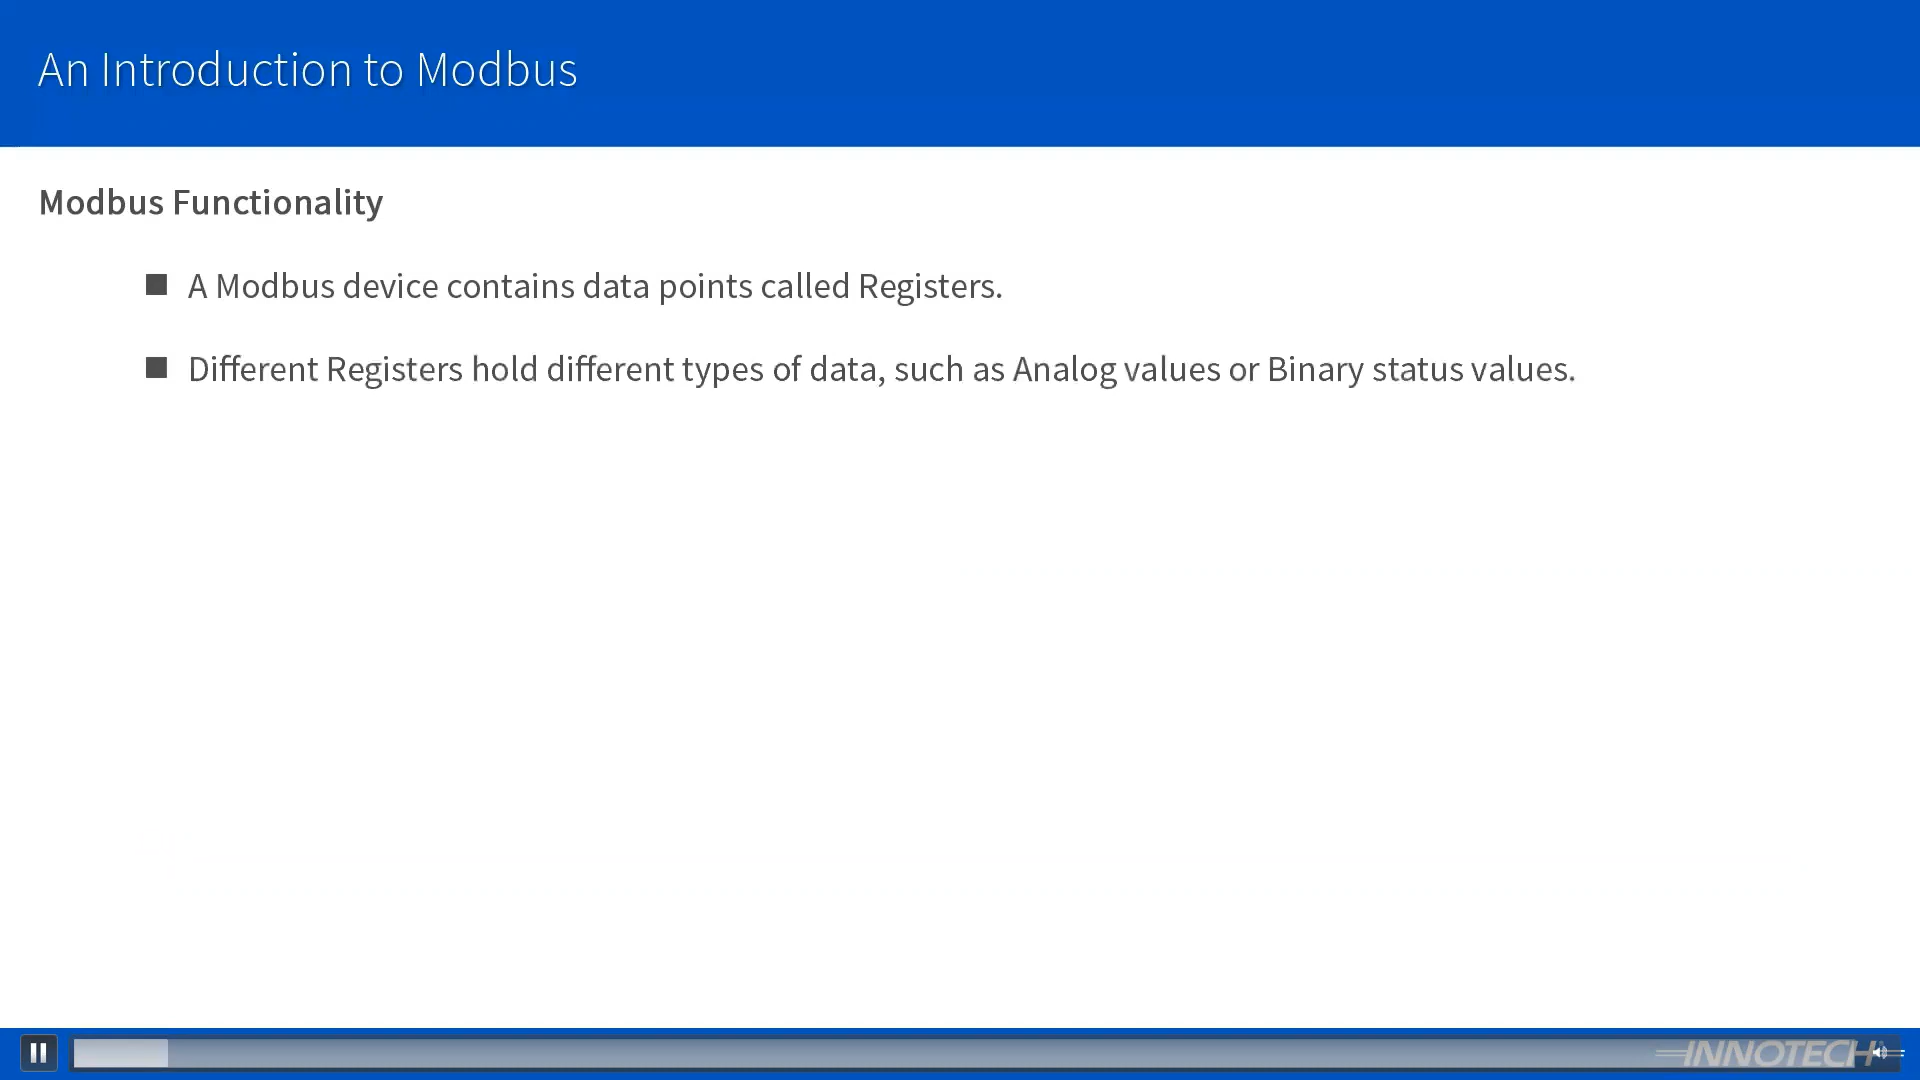 An Introduction to Modbus
Modbus Functionality
■ A Modbus device contains data points called Registers.
■ Different Registers hold different types of data, such as Analog values or Binary status values.
INNOTECH